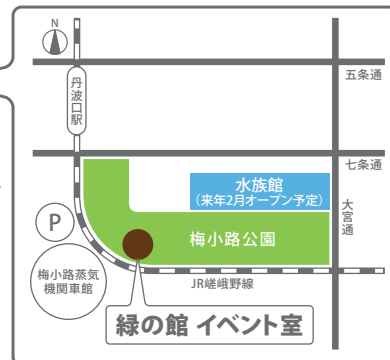 N
五条通
丹波口駅
七条通
水族館
（来年2月オープン予定）
大宮通
P
梅小路公園
梅小路蒸気
機関車館
JR嵯峨野線
緑の館 イベント室